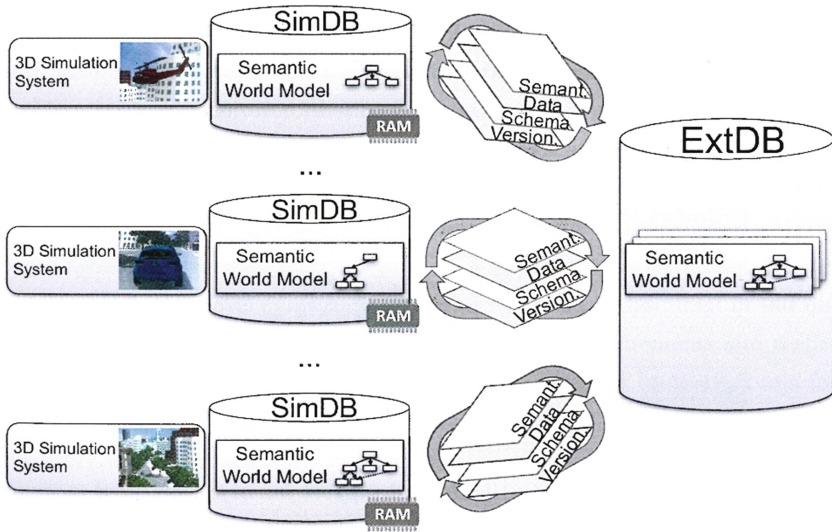 SimDB
3D Simulation
System
Semantic
World Model
RAM
Semant.
Data
Schema
Version.
...
ExtDB
Semantic
World Model
SimDB
3D Simulation
System
Semantic
World Model
RAM
Semant.
Data
Schema
Version.
...
SimDB
3D Simulation
System
Semantic
World Model
RAM
Semant.
Data
Schema
Version.